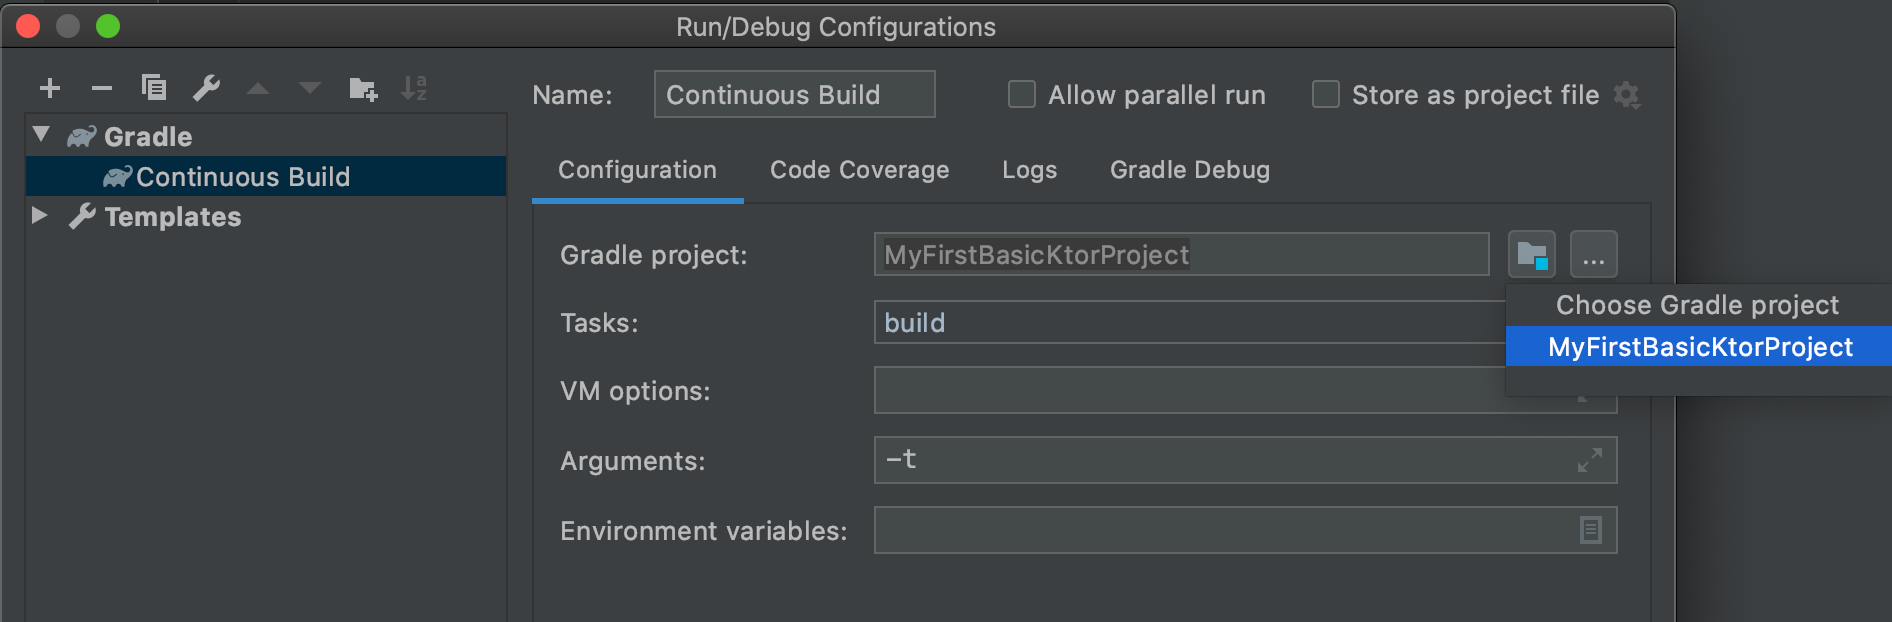 Run/Debug Configurations
Name: Continuous Build Allow parallel run Store as project file
Gradle
Continuous Build
Templates
Configuration Code Coverage Logs Gradle Debug
Gradle project: MyFirstBasicKtorProject ...
Choose Gradle project
MyFirstBasicKtorProject
Tasks: build
VM options:
Arguments: -t
Environment variables: